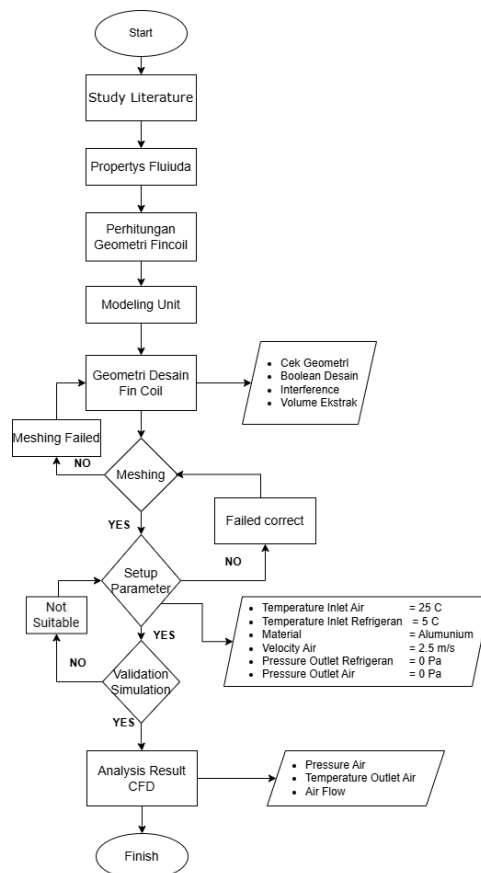 Start
Study Literature
Propertys Fluiuda
Perhitungan
Geometri Fincoil
Modeling Unit
Geometri Desain
Fin Coil
• Cek Geometrl
• Boolean Desain
• Interference
• Volume Ekstrak
Meshing Failed
NO
Meshing
YES
Failed correct
NO
Setup
Parameter
Not
Suitable
YES
NO
• Temperature Inlet Air = 25 C
• Temperature Inlet Refrigeran = 5 C
• Material = Alumunium
• Velocity Air = 2.5 m/s
• Pressure Outlet Refrigeran = 0 Pa
• Pressure Outlet Air = 0 Pa
Validation
Simulation
YES
Analysis Result
CFD
• Pressure Air
• Temperature Outlet Air
• Air Flow
Finish